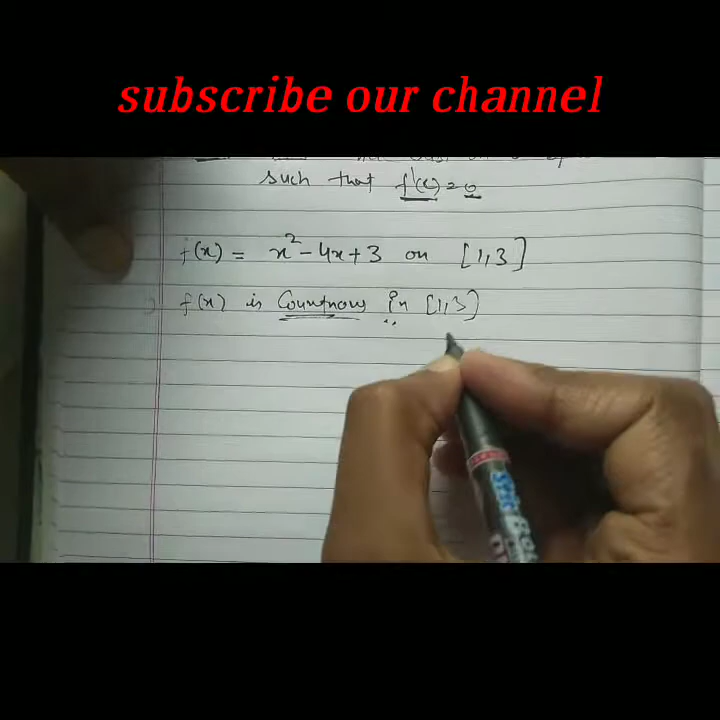 subscribe our channel
such that f'(c) = 0
f(x) = x² - 4x + 3 on [1,3]
f(x) is Countnous in [1,3]